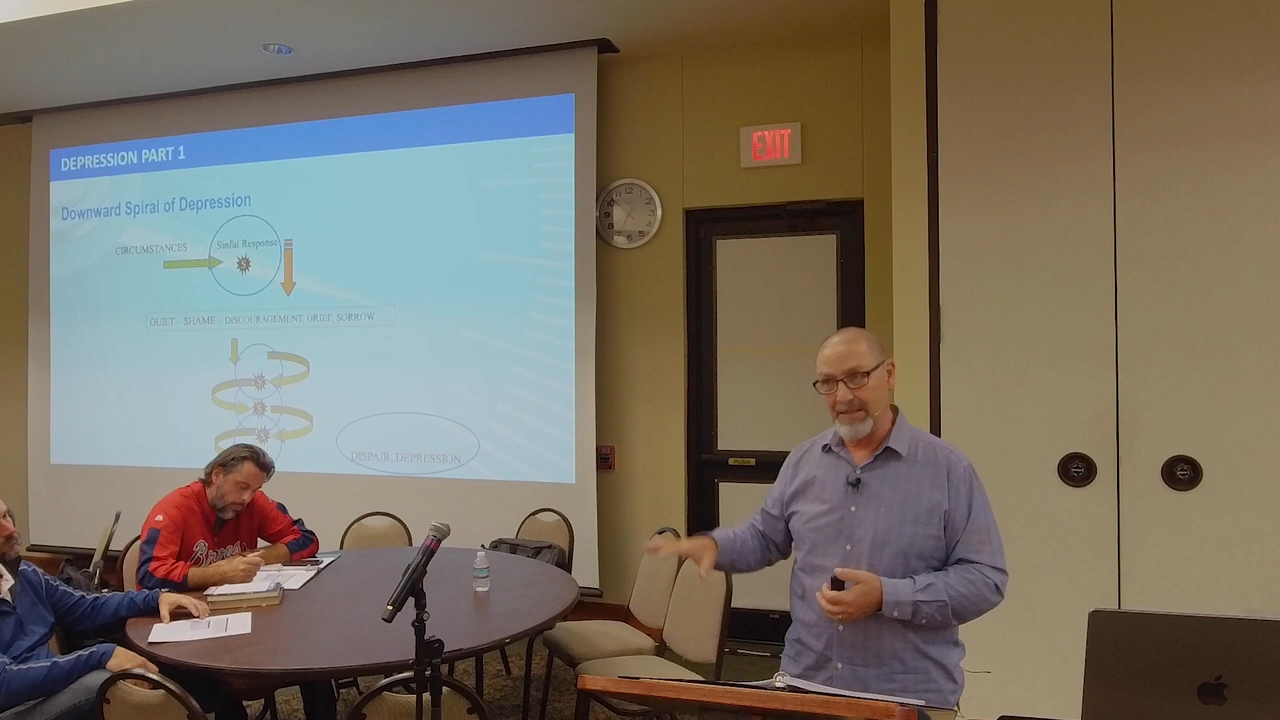 DEPRESSION PART 1
Downward Spiral of Depression
CIRCUMSTANCES
Sinful Response
S
GUILT - SHAME - DISCOURAGEMENT, GRIEF, SORROW
DISPAIR, DEPRESSION
EXIT
PUSH
Braves